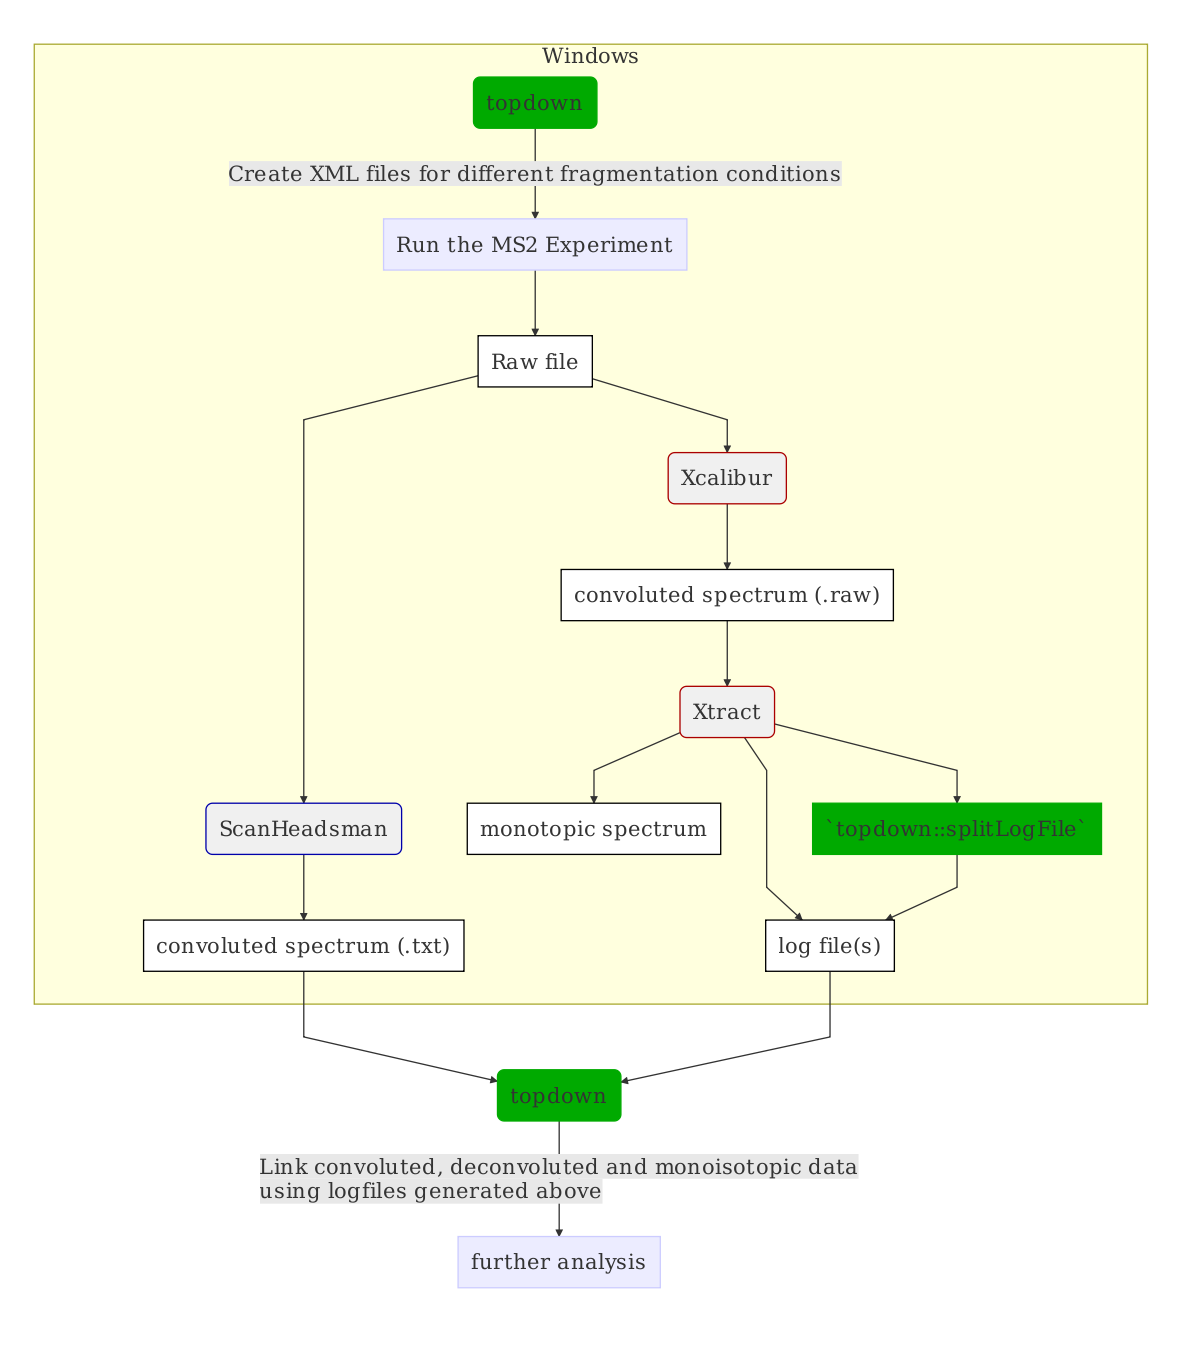 Windows
topdown
Create XML files for different fragmentation conditions
Run the MS2 Experiment
Raw file
Xcalibur
convoluted spectrum (.raw)
Xtract
ScanHeadsman
monotopic spectrum
`topdown::splitLogFile`
convoluted spectrum (.txt)
log file(s)
topdown
Link convoluted, deconvoluted and monoisotopic data
using logfiles generated above
further analysis